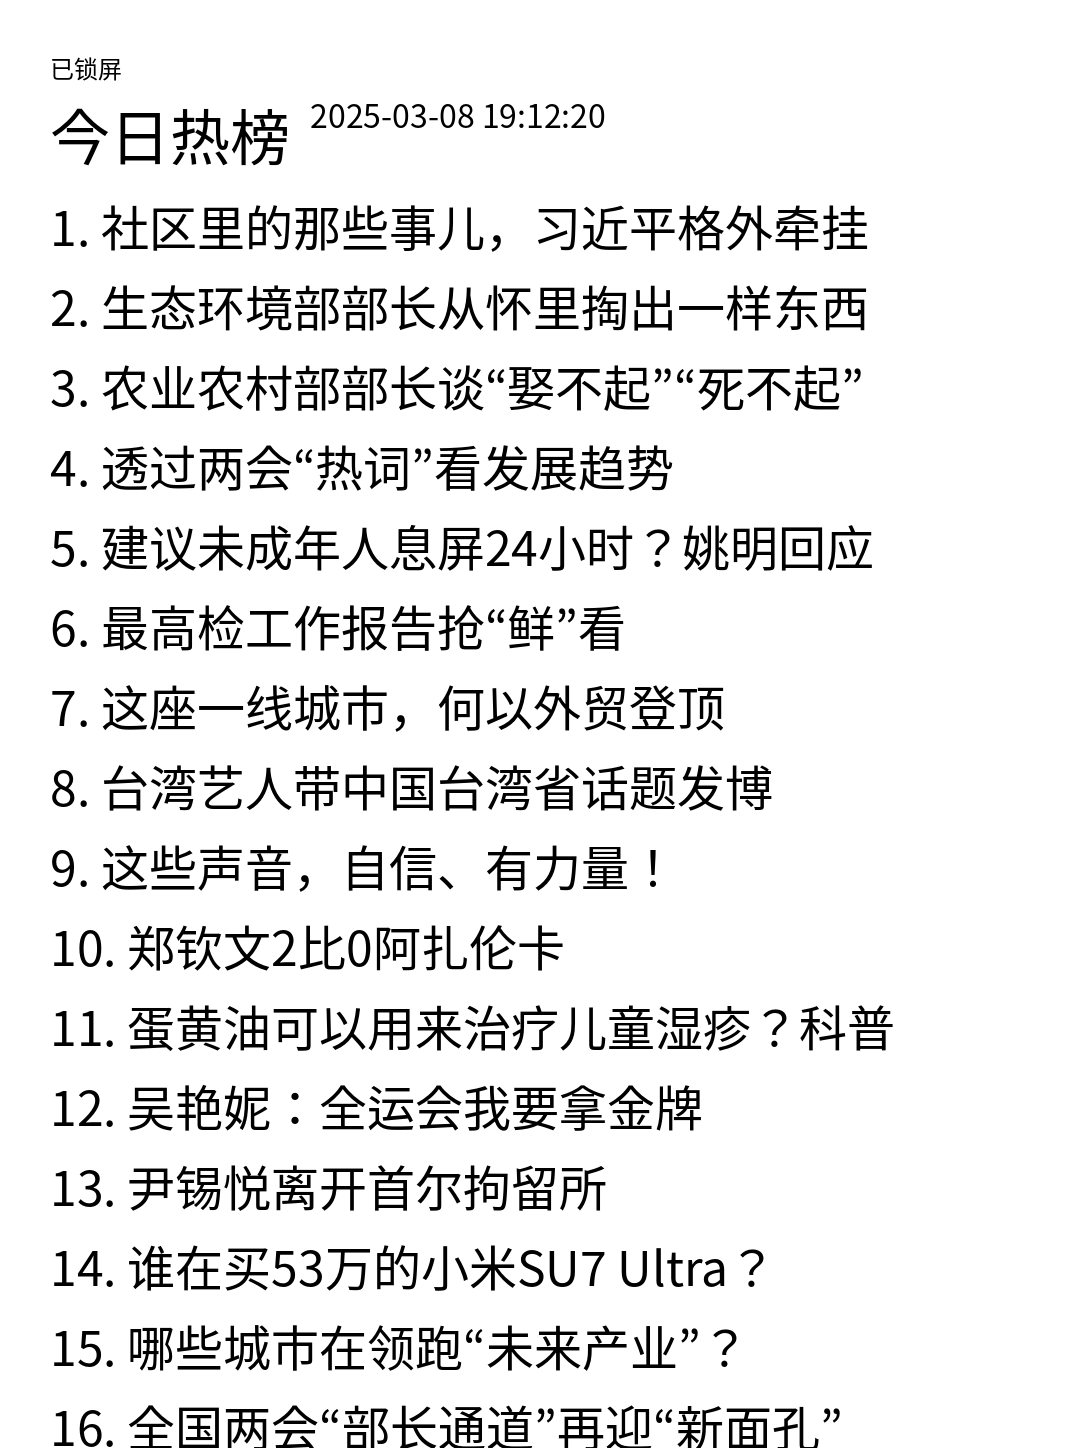 已锁屏
今日热榜 2025-03-08 19:12:20
1. 社区里的那些事儿，习近平格外牵挂
2. 生态环境部部长从怀里掏出一样东西
3. 农业农村部部长谈“娶不起”“死不起”
4. 透过两会“热词”看发展趋势
5. 建议未成年人息屏24小时？姚明回应
6. 最高检工作报告抢“鲜”看
7. 这座一线城市，何以外贸登顶
8. 台湾艺人带中国台湾省话题发博
9. 这些声音，自信、有力量！
10. 郑钦文2比0阿扎伦卡
11. 蛋黄油可以用来治疗儿童湿疹？科普
12. 吴艳妮：全运会我要拿金牌
13. 尹锡悦离开首尔拘留所
14. 谁在买53万的小米SU7 Ultra？
15. 哪些城市在领跑“未来产业”？
16. 全国两会“部长通道”再迎“新面孔”